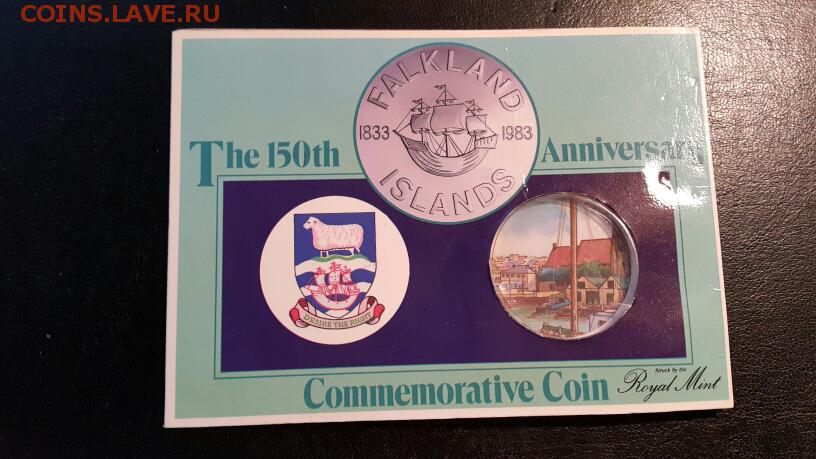 COINS.LAVE.RU
FALKLAND
1833 1983
ISLANDS
The 150th Anniversary
DESIRE THE RIGHT
Commemorative Coin
Struck by the
Royal Mint